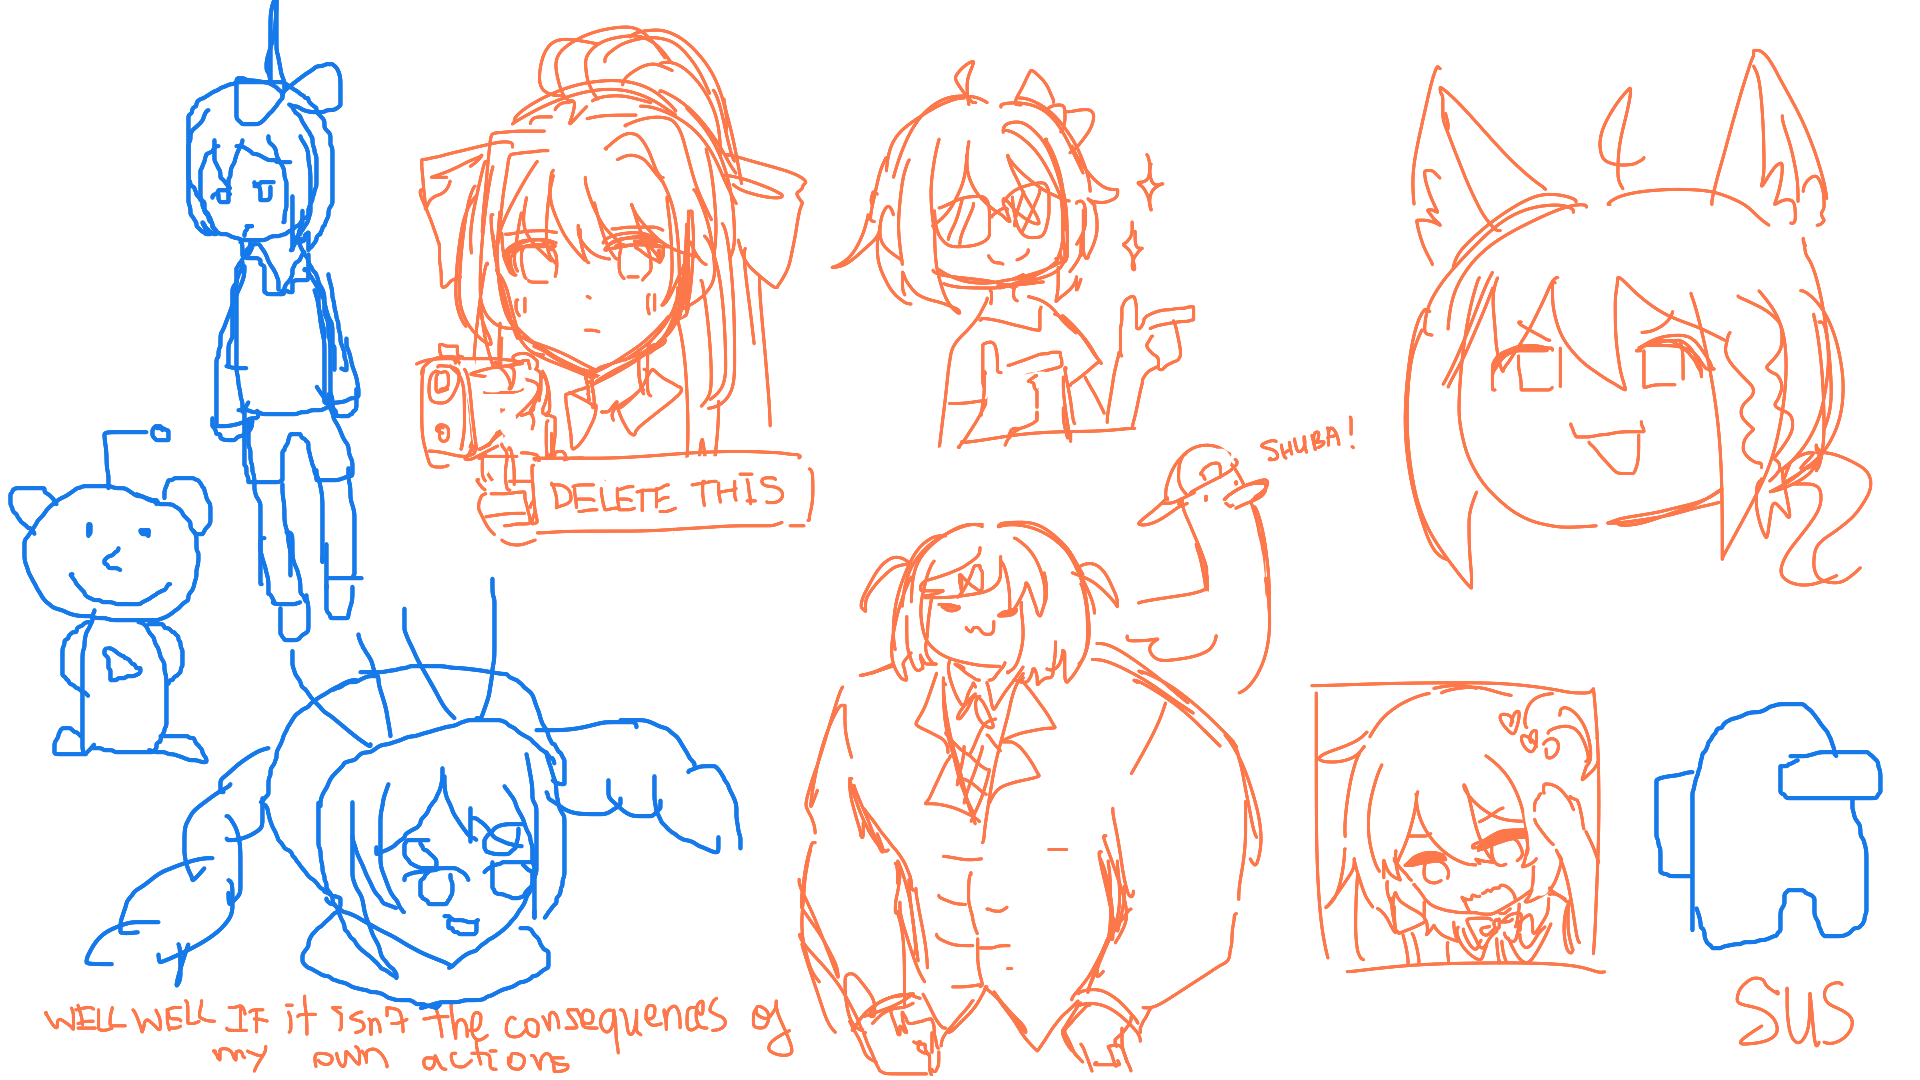 SHUBA!
DELETE THIS
WELL WELL IF it isn't the consequences of
my own actions
SUS